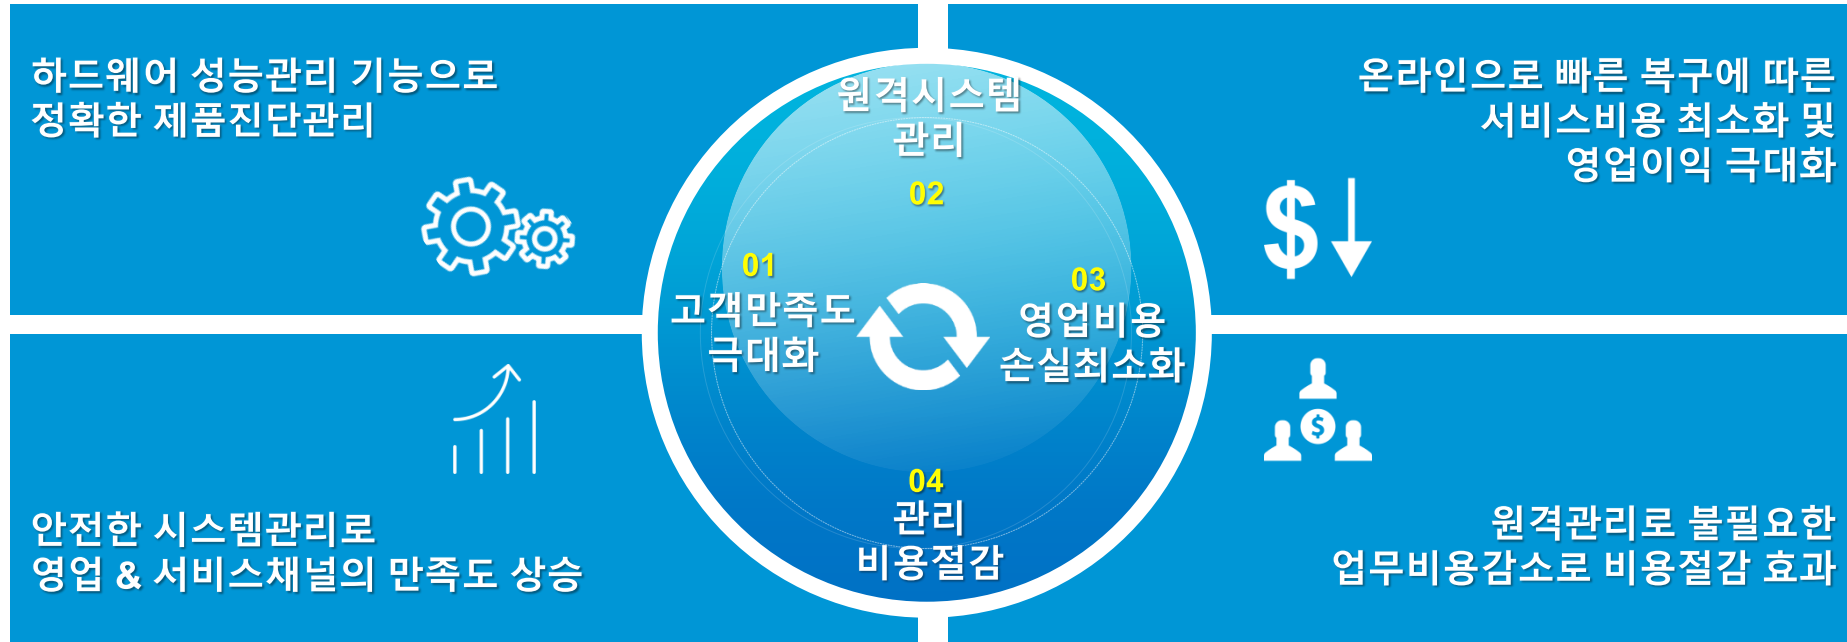 하드웨어 성능관리 기능으로
정확한 제품진단관리
온라인으로 빠른 복구에 따른
서비스비용 최소화 및
영업이익 극대화
$
원격시스템
관리
02
01
고객만족도
극대화
03
영업비용
손실최소화
04
관리
비용절감
안전한 시스템관리로
영업 & 서비스채널의 만족도 상승
$
원격관리로 불필요한
업무비용감소로 비용절감 효과